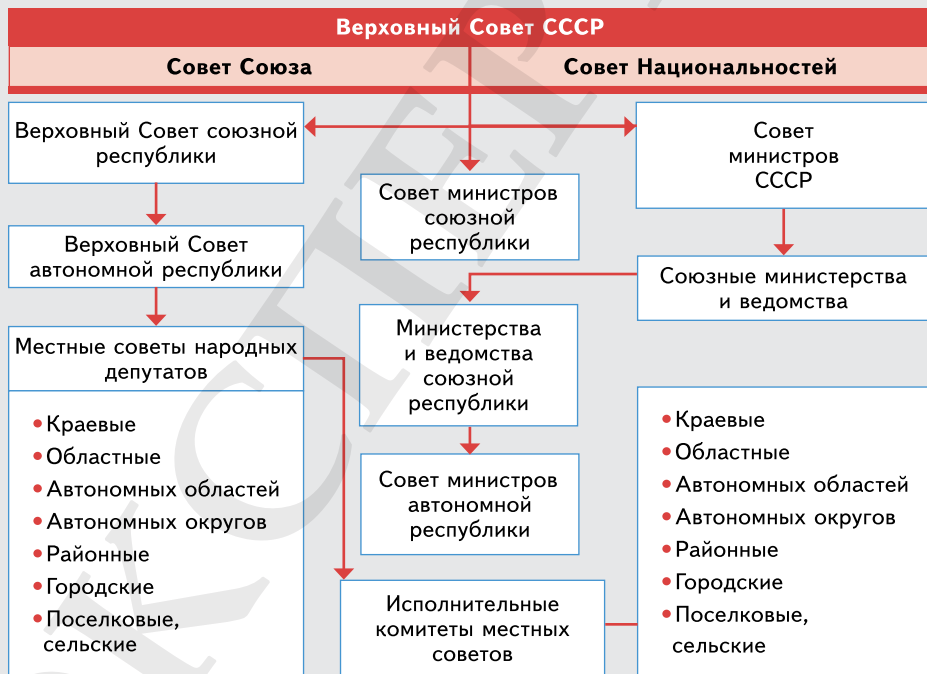 Верховный Совет СССР
Совет Союза
Совет Национальностей
Верховный Совет союзной
республики
Совет
министров
СССР
Совет министров
союзной
республики
Верховный Совет
автономной республики
Союзные министерства
и ведомства
Министерства
и ведомства
союзной
республики
Местные советы народных
депутатов
• Краевые
• Областные
• Автономных областей
• Автономных округов
• Районные
• Городские
• Поселковые,
сельские
Совет министров
автономной
республики
Исполнительные
комитеты местных
советов
• Краевые
• Областные
• Автономных областей
• Автономных округов
• Районные
• Городские
• Поселковые,
сельские